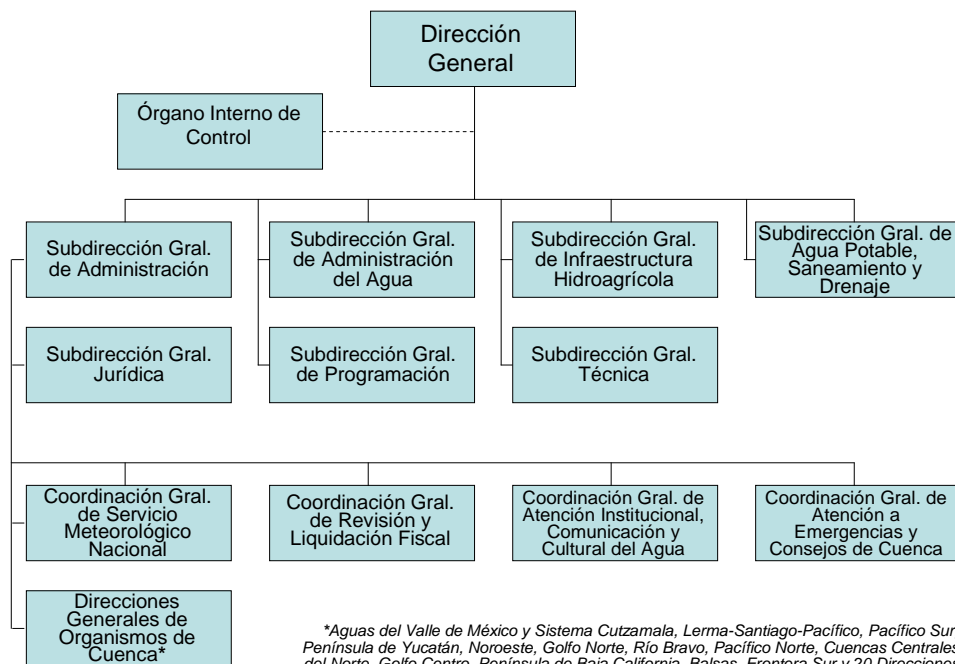 Dirección
General
Órgano Interno de
Control
Subdirección Gral.
de Administración
Subdirección Gral.
de Administración
del Agua
Subdirección Gral.
de Infraestructura
Hidroagrícola
Subdirección Gral. de
Agua Potable,
Saneamiento y
Drenaje
Subdirección Gral.
Jurídica
Subdirección Gral.
de Programación
Subdirección Gral.
Técnica
Coordinación Gral.
de Servicio
Meteorológico
Nacional
Coordinación Gral.
de Revisión y
Liquidación Fiscal
Coordinación Gral. de
Atención Institucional,
Comunicación y
Cultural del Agua
Coordinación Gral. de
Atención a
Emergencias y
Consejos de Cuenca
Direcciones
Generales de
Organismos de
Cuenca*
*Aguas del Valle de México y Sistema Cutzamala, Lerma-Santiago-Pacífico, Pacífico Sur
Península de Yucatán, Noroeste, Golfo Norte, Río Bravo, Pacífico Norte, Cuencas Centrales
del Norte, Golfo Centro, Península de Baja California, Balsas, Frontera Sur y 20 Direcciones